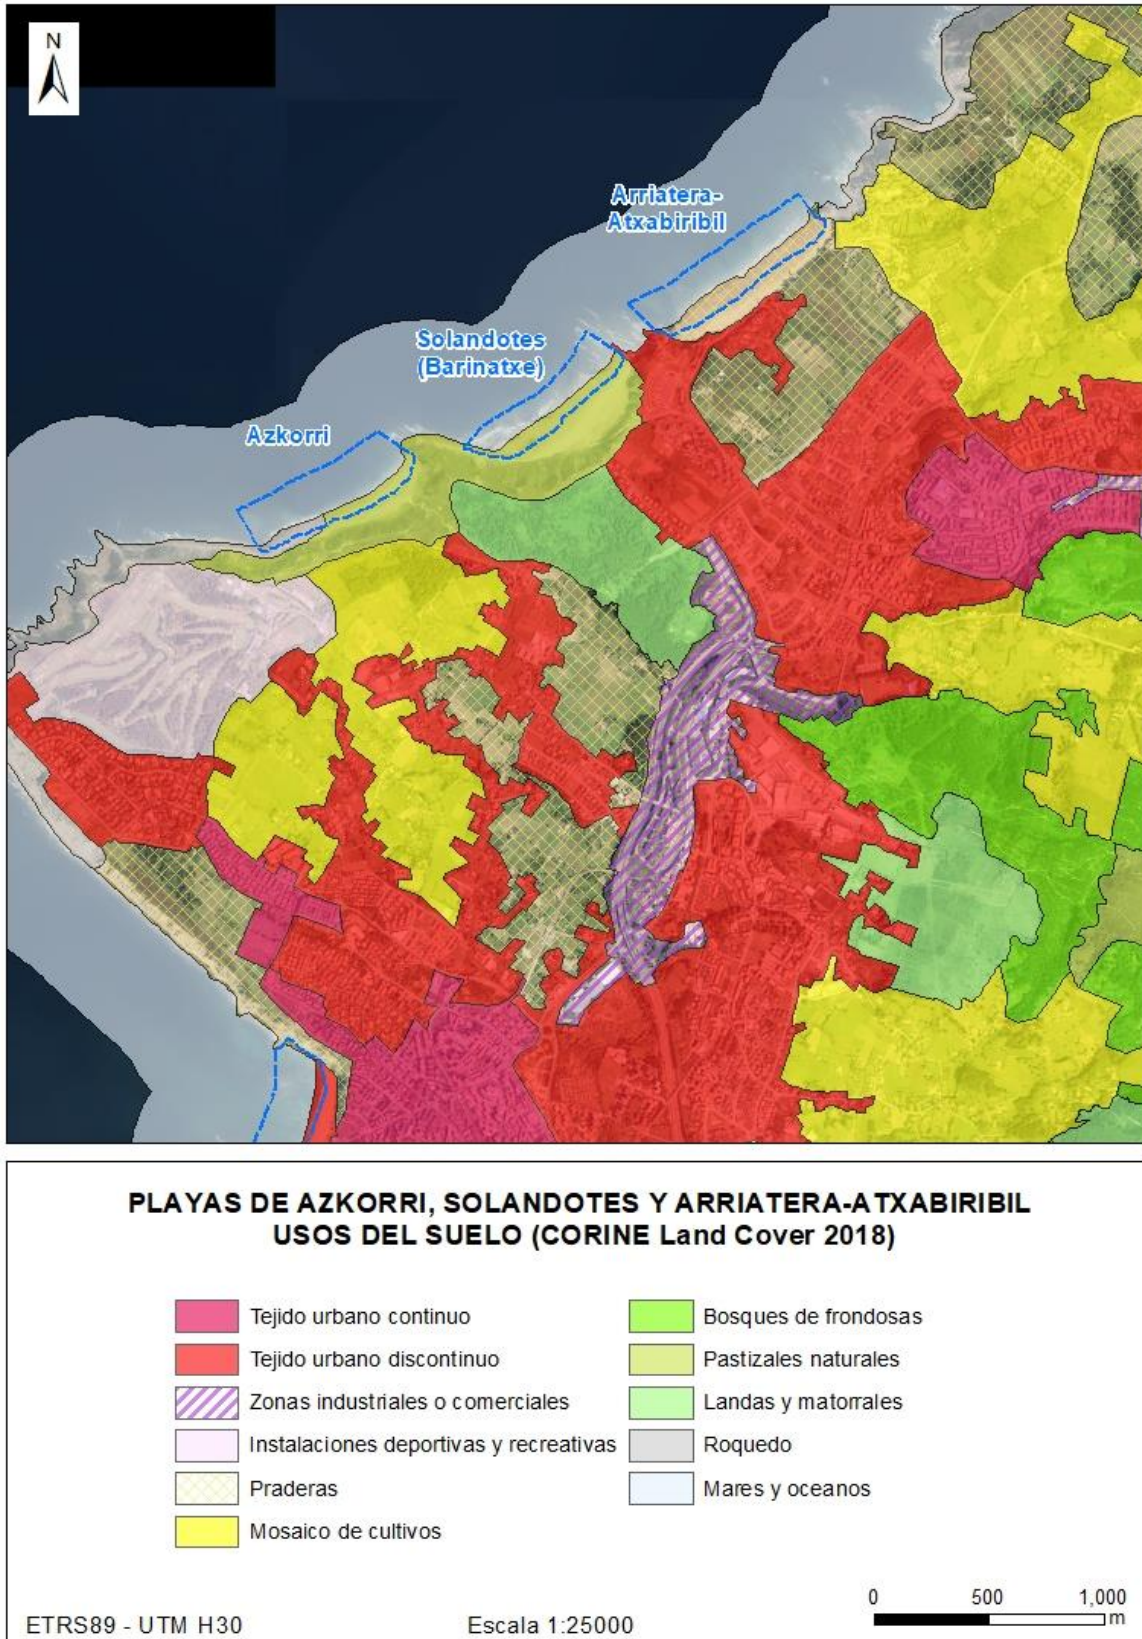 N
Arriatera-
Atxabiribil
Solandotes
(Barinatxe)
Azkorri
PLAYAS DE AZKORRI, SOLANDOTES Y ARRIATERA-ATXABIRIBIL
USOS DEL SUELO (CORINE Land Cover 2018)
Tejido urbano continuo
Tejido urbano discontinuo
Zonas industriales o comerciales
Instalaciones deportivas y recreativas
Praderas
Mosaico de cultivos
Bosques de frondosas
Pastizales naturales
Landas y matorrales
Roquedo
Mares y oceanos
0 500 1,000
m
ETRS89 - UTM H30
Escala 1:25000